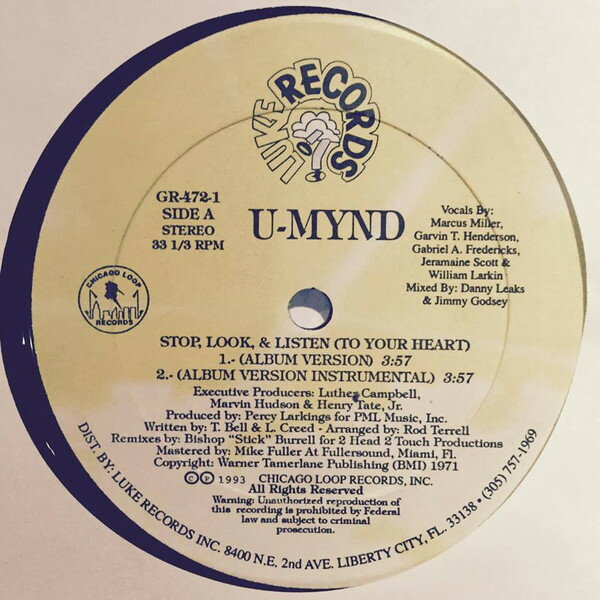 LUKE RECORDS
GR-472-1
SIDE A
STEREO
33 1/3 RPM
U-MYND
Vocals By:
Marcus Miller,
Garvin T. Henderson,
Gabriel A. Fredericks,
Jeramaine Scott &
William Larkin
Mixed By: Danny Leaks
& Jimmy Godsey
CHICAGO LOOP
RECORDS
STOP, LOOK, & LISTEN (TO YOUR HEART)
1.- (ALBUM VERSION) 3:57
2.- (ALBUM VERSION INSTRUMENTAL) 3:57
Executive Producers: Luther Campbell,
Marvin Hudson & Henry Tate, Jr.
Produced by: Percy Larkings for PML Music, Inc.
Written by: T. Bell & L. Creed - Arranged by: Rod Terrell
Remixes by: Bishop "Stick" Burrell for 2 Head 2 Touch Productions
Mastered by: Mike Fuller At Fullersound, Miami, Fl.
Copyright: Warner Tamerlane Publishing (BMI) 1971
© ℗ 1993 CHICAGO LOOP RECORDS, INC.
All Rights Reserved
Warning: Unauthorized reproduction of
this recording is prohibited by Federal
law and subject to criminal
prosecution.
DIST. BY: LUKE RECORDS INC. 8400 N.E. 2nd AVE. LIBERTY CITY, FL. 33138 • (305) 757-1969